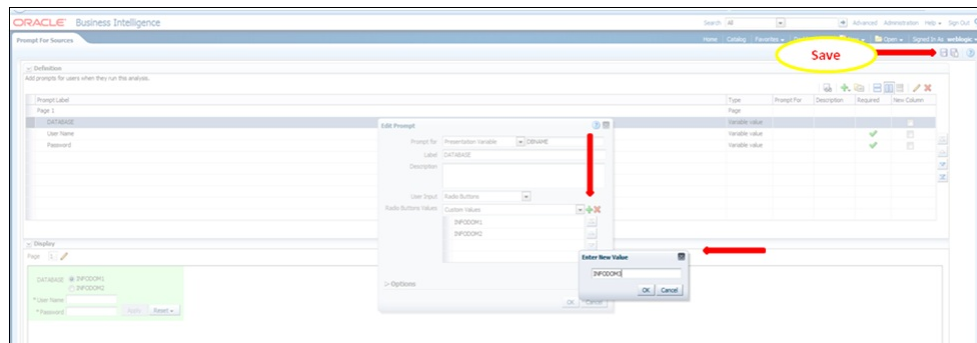 ORACLE Business Intelligence
Search All Advanced Administration Help Sign Out
Prompt For Sources
Home Catalog Favorites Open Signed In As weblogic
Save
Definition
Add prompts for users when they run this analysis.
Prompt Label Type Prompt For Description Required New Column
Page 1 Page
DATABASE Variable value
User Name Variable value
Password Variable value
Edit Prompt
Prompt for Presentation Variable DBNAME
Label DATABASE
Description
User Input Radio Buttons
Radio Buttons Values Custom Values
INFODOM1
INFODOM2
Enter New Value
INFODOM3
OK Cancel
Options
OK Cancel
Display
Page 1
DATABASE INFODOM1
INFODOM2
*User Name
*Password Apply Reset